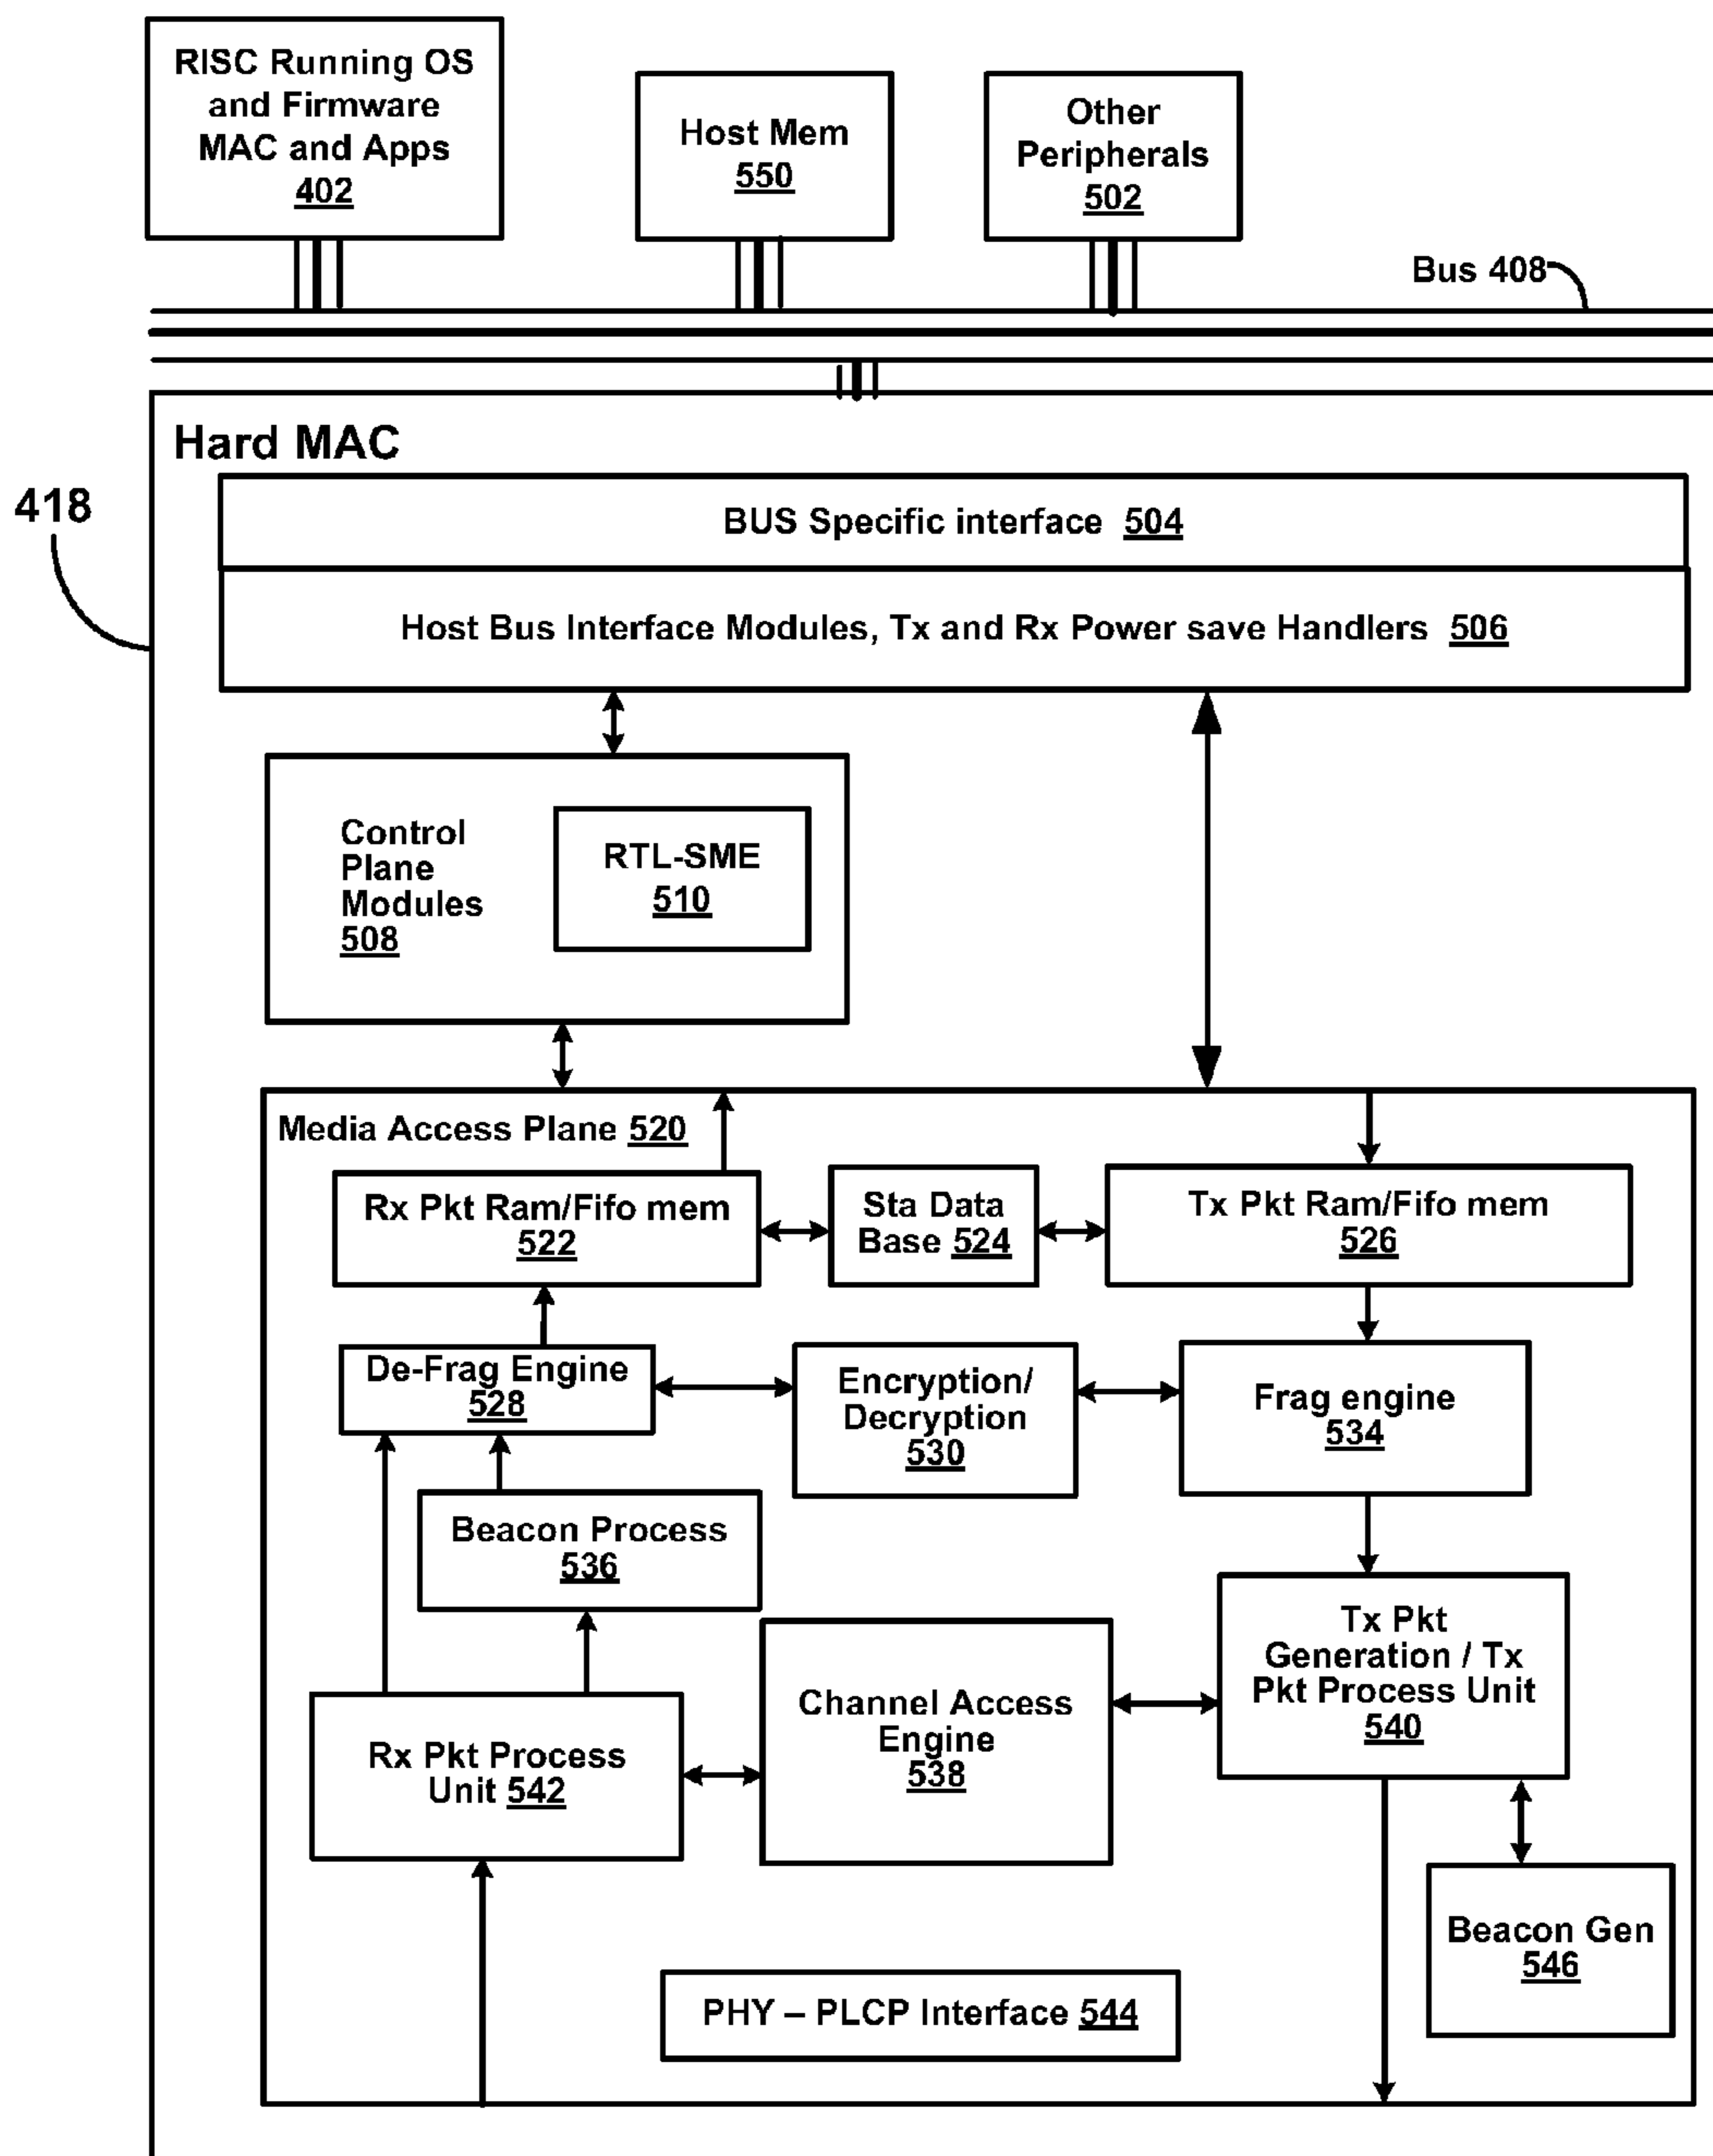 RISC Running OS
and Firmware
MAC and Apps
402
Host Mem
550
Other
Peripherals
502
Bus 408
Hard MAC
418
BUS Specific interface 504
Host Bus Interface Modules, Tx and Rx Power save Handlers 506
Control
Plane
Modules
508
RTL-SME
510
Media Access Plane 520
Rx Pkt Ram/Fifo mem
522
Sta Data
Base 524
Tx Pkt Ram/Fifo mem
526
De-Frag Engine
528
Encryption/
Decryption
530
Frag engine
534
Beacon Process
536
Tx Pkt
Generation / Tx
Pkt Process Unit
540
Channel Access
Engine
538
Rx Pkt Process
Unit 542
Beacon Gen
546
PHY – PLCP Interface 544